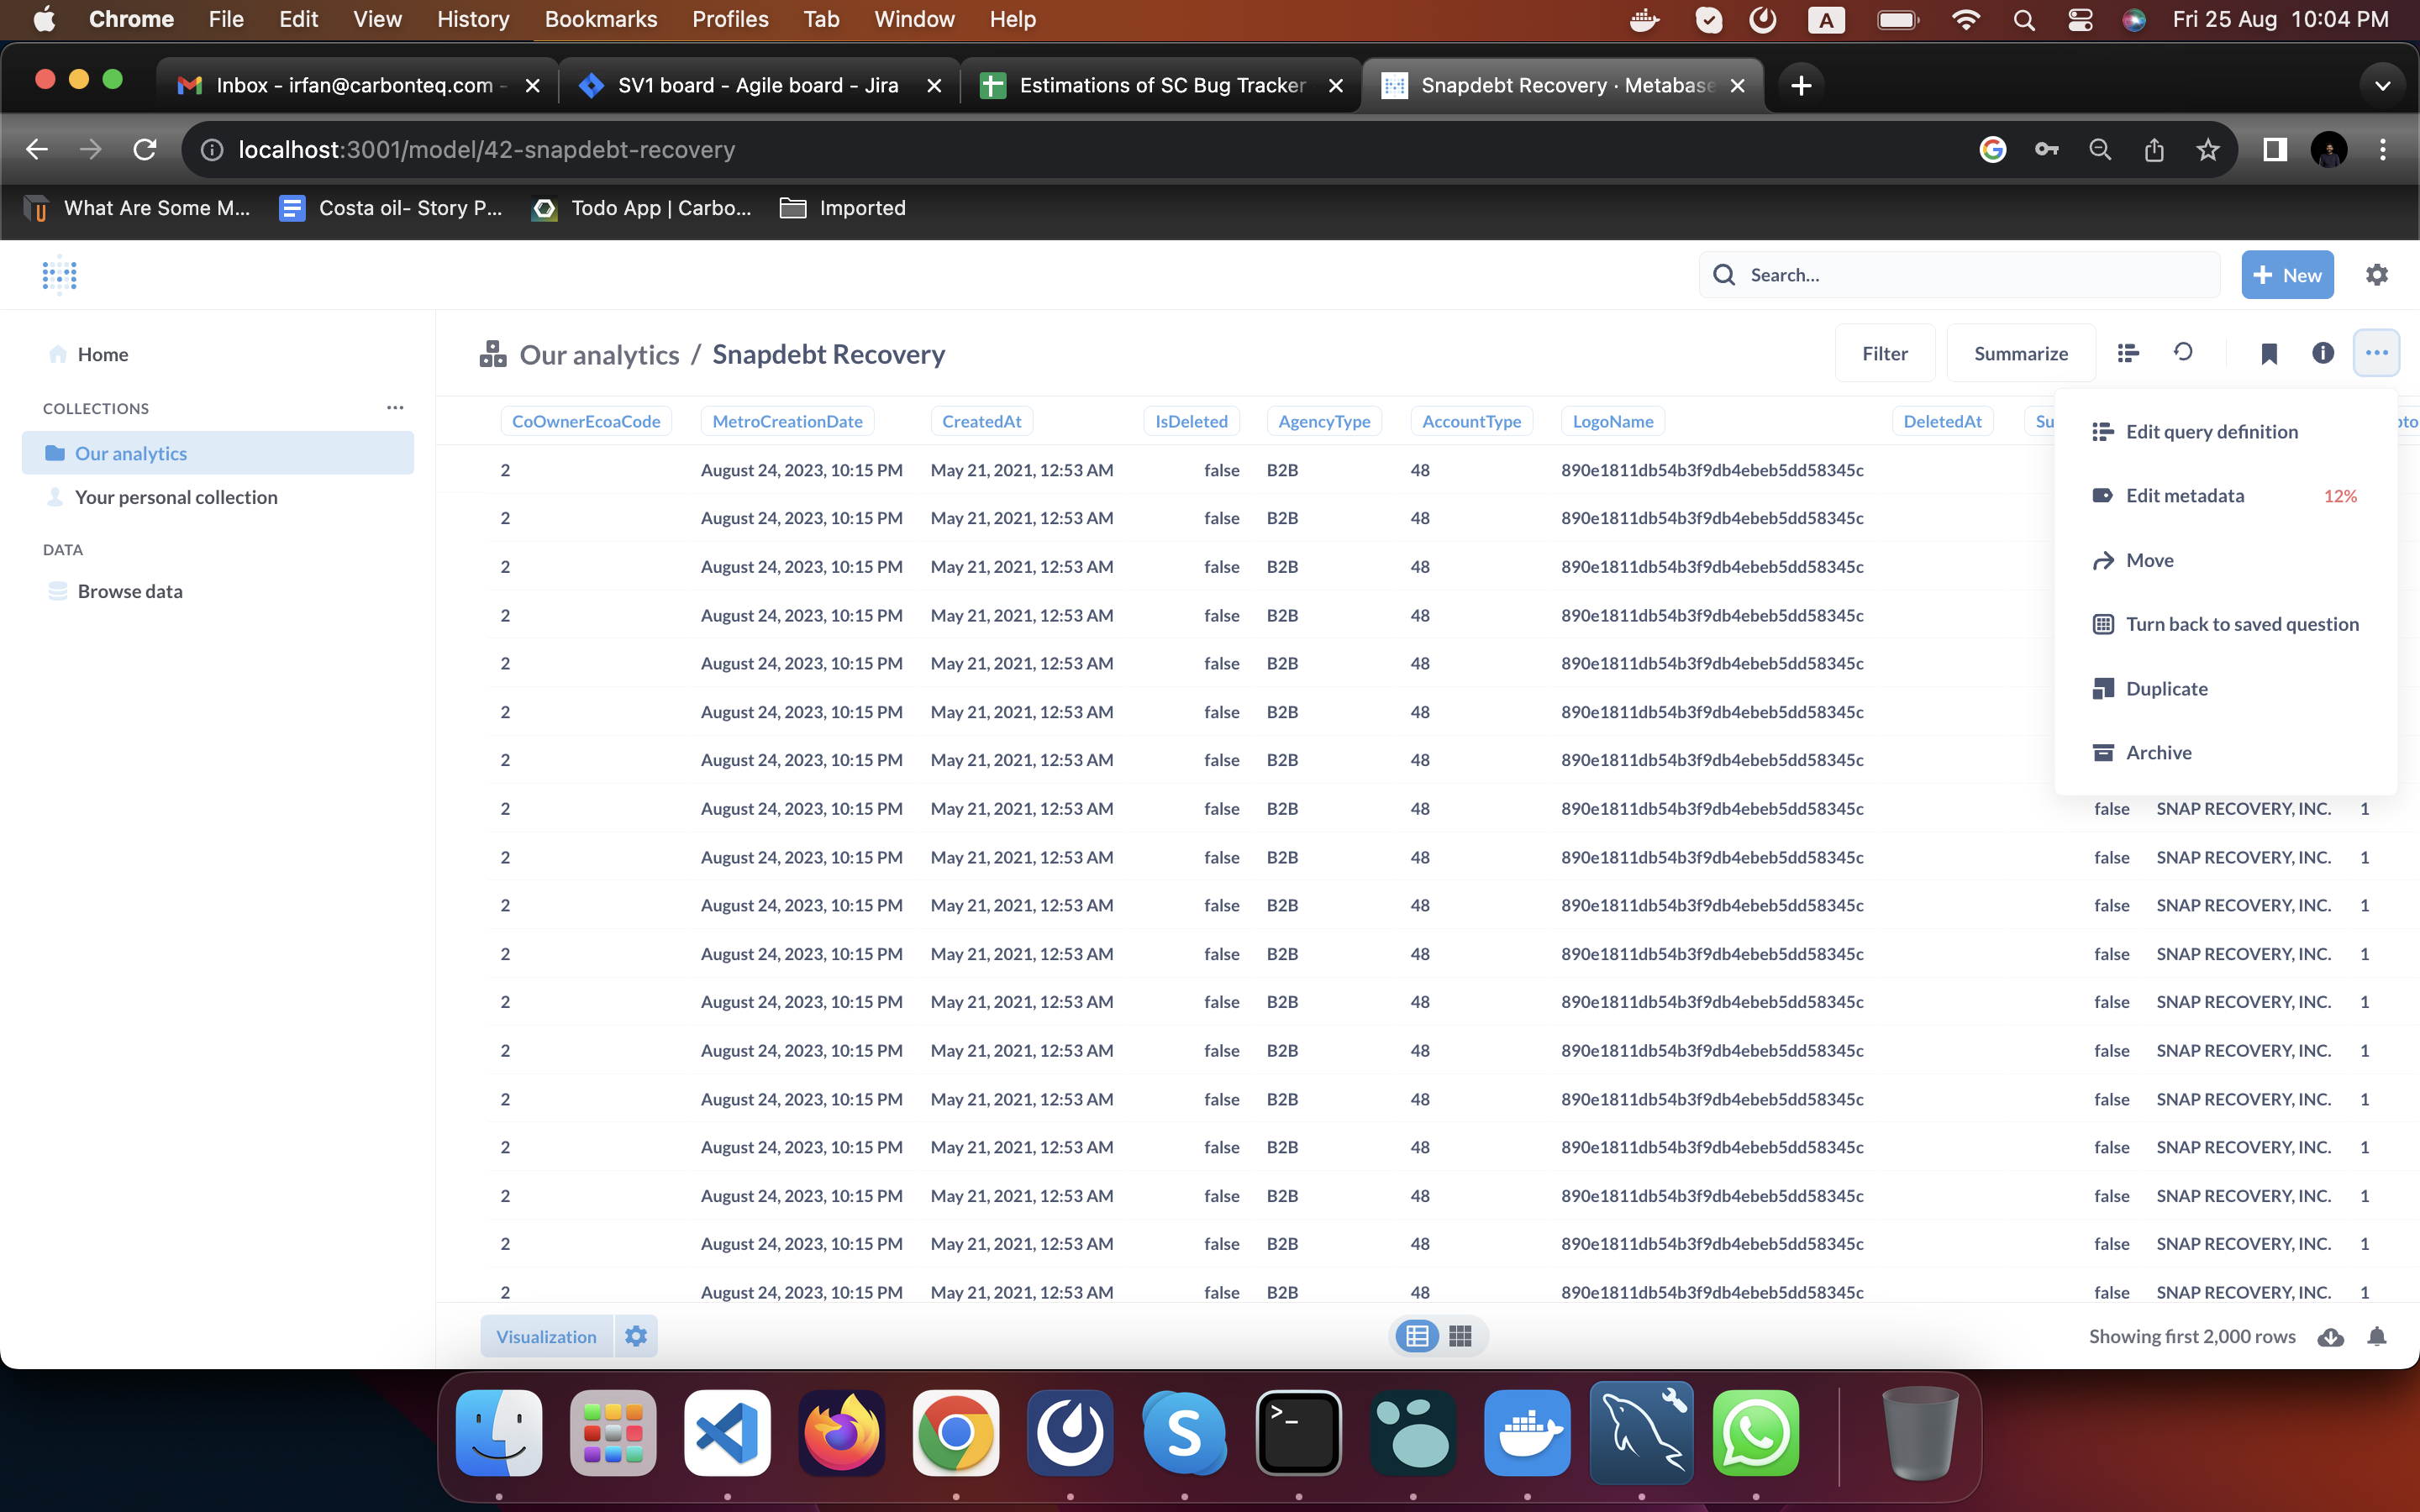 Chrome File Edit View History Bookmarks Profiles Tab Window Help A Fri 25 Aug 10:04 PM
Inbox - irfan@carbonteq.com - SV1 board - Agile board - Jira Estimations of SC Bug Tracker Snapdebt Recovery · Metabase
localhost:3001/model/42-snapdebt-recovery
What Are Some M... Costa oil- Story P... Todo App | Carbo... Imported
Search... New
Home
COLLECTIONS
Our analytics
Your personal collection
DATA
Browse data
Our analytics / Snapdebt Recovery Filter Summarize
CoOwnerEcoaCode MetroCreationDate CreatedAt IsDeleted AgencyType AccountType LogoName DeletedAt Su
Edit query definition
Edit metadata 12%
Move
Turn back to saved question
Duplicate
Archive
2 August 24, 2023, 10:15 PM May 21, 2021, 12:53 AM false B2B 48 890e1811db54b3f9db4ebeb5dd58345c
2 August 24, 2023, 10:15 PM May 21, 2021, 12:53 AM false B2B 48 890e1811db54b3f9db4ebeb5dd58345c
2 August 24, 2023, 10:15 PM May 21, 2021, 12:53 AM false B2B 48 890e1811db54b3f9db4ebeb5dd58345c
2 August 24, 2023, 10:15 PM May 21, 2021, 12:53 AM false B2B 48 890e1811db54b3f9db4ebeb5dd58345c
2 August 24, 2023, 10:15 PM May 21, 2021, 12:53 AM false B2B 48 890e1811db54b3f9db4ebeb5dd58345c
2 August 24, 2023, 10:15 PM May 21, 2021, 12:53 AM false B2B 48 890e1811db54b3f9db4ebeb5dd58345c
2 August 24, 2023, 10:15 PM May 21, 2021, 12:53 AM false B2B 48 890e1811db54b3f9db4ebeb5dd58345c
2 August 24, 2023, 10:15 PM May 21, 2021, 12:53 AM false B2B 48 890e1811db54b3f9db4ebeb5dd58345c false SNAP RECOVERY, INC. 1
2 August 24, 2023, 10:15 PM May 21, 2021, 12:53 AM false B2B 48 890e1811db54b3f9db4ebeb5dd58345c false SNAP RECOVERY, INC. 1
2 August 24, 2023, 10:15 PM May 21, 2021, 12:53 AM false B2B 48 890e1811db54b3f9db4ebeb5dd58345c false SNAP RECOVERY, INC. 1
2 August 24, 2023, 10:15 PM May 21, 2021, 12:53 AM false B2B 48 890e1811db54b3f9db4ebeb5dd58345c false SNAP RECOVERY, INC. 1
2 August 24, 2023, 10:15 PM May 21, 2021, 12:53 AM false B2B 48 890e1811db54b3f9db4ebeb5dd58345c false SNAP RECOVERY, INC. 1
2 August 24, 2023, 10:15 PM May 21, 2021, 12:53 AM false B2B 48 890e1811db54b3f9db4ebeb5dd58345c false SNAP RECOVERY, INC. 1
2 August 24, 2023, 10:15 PM May 21, 2021, 12:53 AM false B2B 48 890e1811db54b3f9db4ebeb5dd58345c false SNAP RECOVERY, INC. 1
2 August 24, 2023, 10:15 PM May 21, 2021, 12:53 AM false B2B 48 890e1811db54b3f9db4ebeb5dd58345c false SNAP RECOVERY, INC. 1
2 August 24, 2023, 10:15 PM May 21, 2021, 12:53 AM false B2B 48 890e1811db54b3f9db4ebeb5dd58345c false SNAP RECOVERY, INC. 1
2 August 24, 2023, 10:15 PM May 21, 2021, 12:53 AM false B2B 48 890e1811db54b3f9db4ebeb5dd58345c false SNAP RECOVERY, INC. 1
2 August 24, 2023, 10:15 PM May 21, 2021, 12:53 AM false B2B 48 890e1811db54b3f9db4ebeb5dd58345c false SNAP RECOVERY, INC. 1
Visualization Showing first 2,000 rows